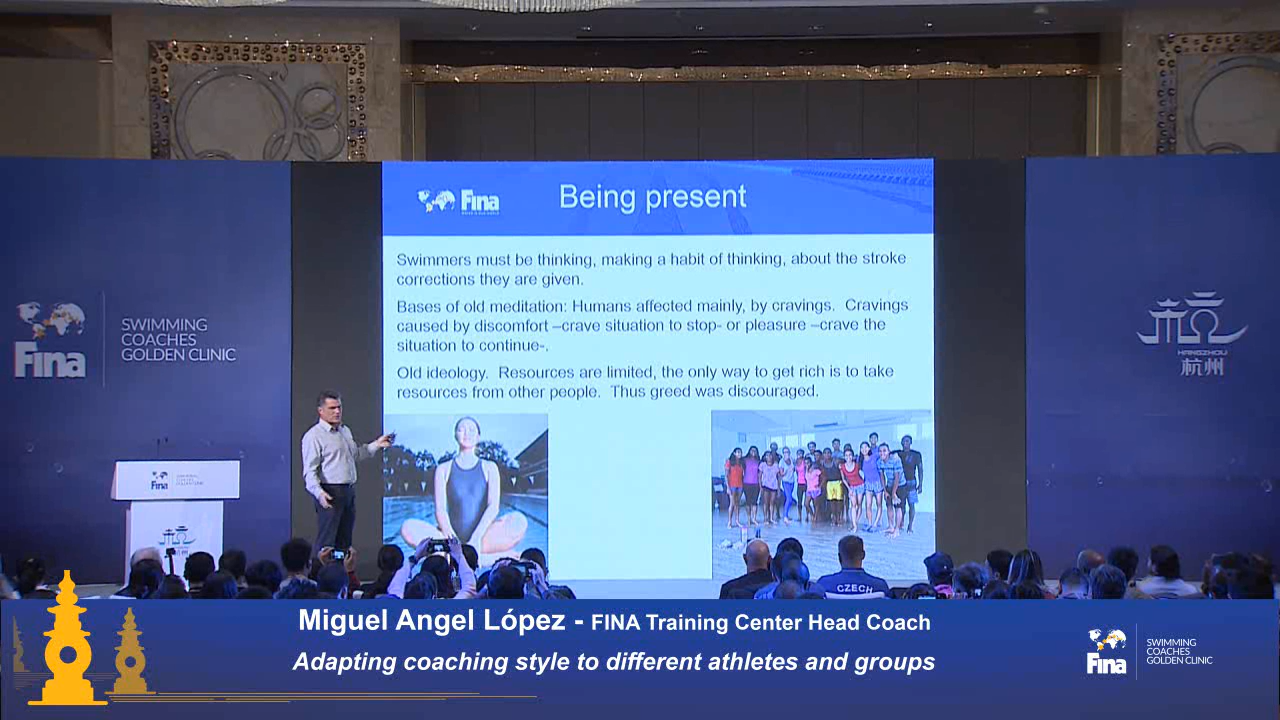 Fina
Being present
Swimmers must be thinking, making a habit of thinking, about the stroke
corrections they are given.
Bases of old meditation: Humans affected mainly, by cravings.  Cravings
caused by discomfort –crave situation to stop- or pleasure –crave the
situation to continue-.
Old ideology.  Resources are limited, the only way to get rich is to take
resources from other people.  Thus greed was discouraged.
Fina
SWIMMING
COACHES
GOLDEN CLINIC
HANGZHOU
杭州
Fina
CZECH
Miguel Angel López - FINA Training Center Head Coach
Adapting coaching style to different athletes and groups
Fina
SWIMMING
COACHES
GOLDEN CLINIC